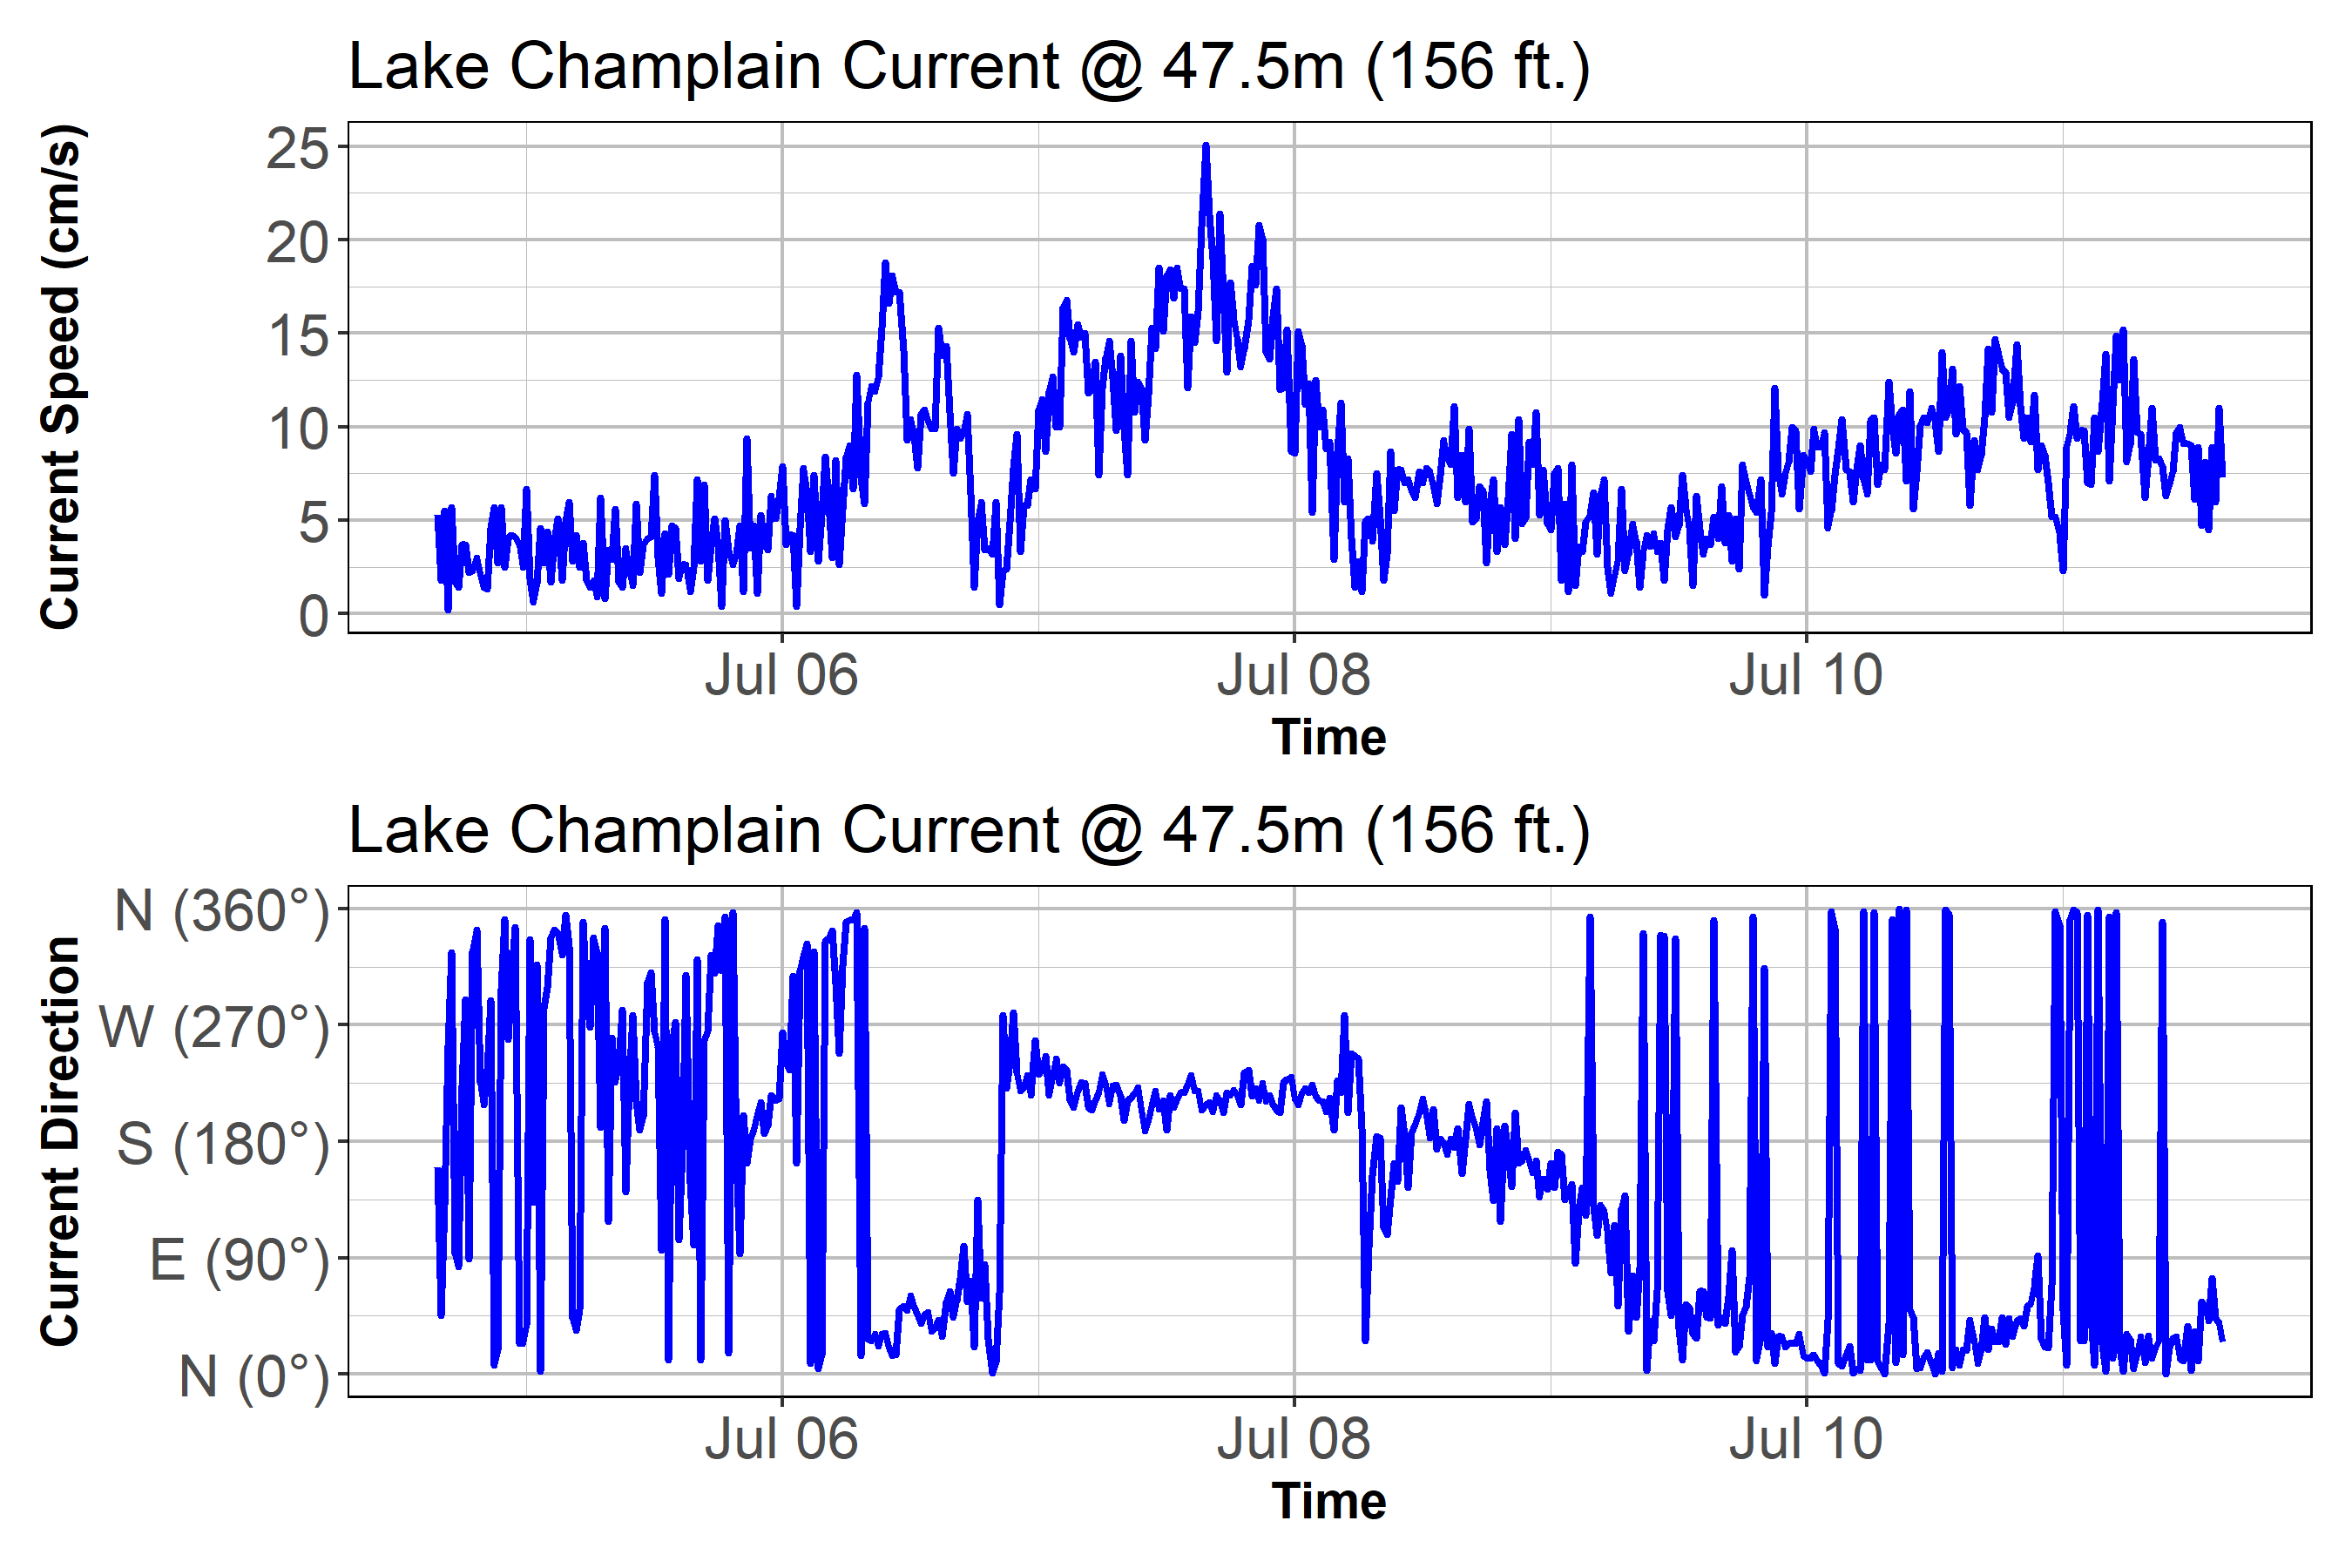 Lake Champlain Current @ 47.5m (156 ft.)
Current Speed (cm/s)
25
20
15
10
5
0
Jul 06 Jul 08 Jul 10
Time
Lake Champlain Current @ 47.5m (156 ft.)
Current Direction
N (360°)
W (270°)
S (180°)
E (90°)
N (0°)
Jul 06 Jul 08 Jul 10
Time